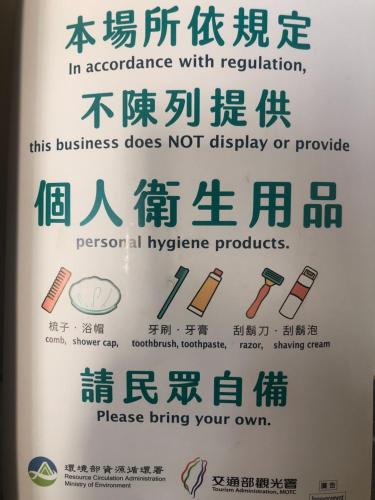 本場所依規定
In accordance with regulation,
不陳列提供
this business does NOT display or provide
個人衛生用品
personal hygiene products.
梳子．浴帽
comb, shower cap,
牙刷．牙膏
toothbrush, toothpaste,
刮鬍刀．刮鬍泡
razor, shaving cream
請民眾自備
Please bring your own.
環境部資源循環署
Resource Circulation Administration
Ministry of Environment
交通部觀光署
Tourism Administration, MOTC
廣告